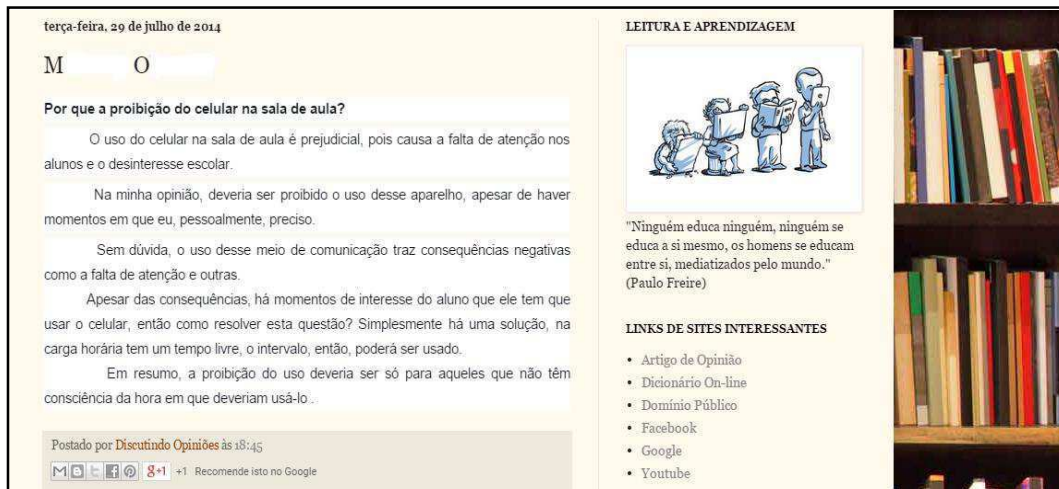 terça-feira, 29 de julho de 2014
M O
Por que a proibição do celular na sala de aula?
O uso do celular na sala de aula é prejudicial, pois causa a falta de atenção nos
alunos e o desinteresse escolar.
Na minha opinião, deveria ser proibido o uso desse aparelho, apesar de haver
momentos em que eu, pessoalmente, preciso.
Sem dúvida, o uso desse meio de comunicação traz consequências negativas
como a falta de atenção e outras.
Apesar das consequências, há momentos de interesse do aluno que ele tem que
usar o celular, então como resolver esta questão? Simplesmente há uma solução, na
carga horária tem um tempo livre, o intervalo, então, poderá ser usado.
Em resumo, a proibição do uso deveria ser só para aqueles que não têm
consciência da hora em que deveriam usá-lo .
Postado por Discutindo Opiniões às 18:45
g+1 +1 Recomende isto no Google
LEITURA E APRENDIZAGEM
"Ninguém educa ninguém, ninguém se
educa a si mesmo, os homens se educam
entre si, mediatizados pelo mundo."
(Paulo Freire)
LINKS DE SITES INTERESSANTES
• Artigo de Opinião
• Dicionário On-line
• Domínio Público
• Facebook
• Google
• Youtube